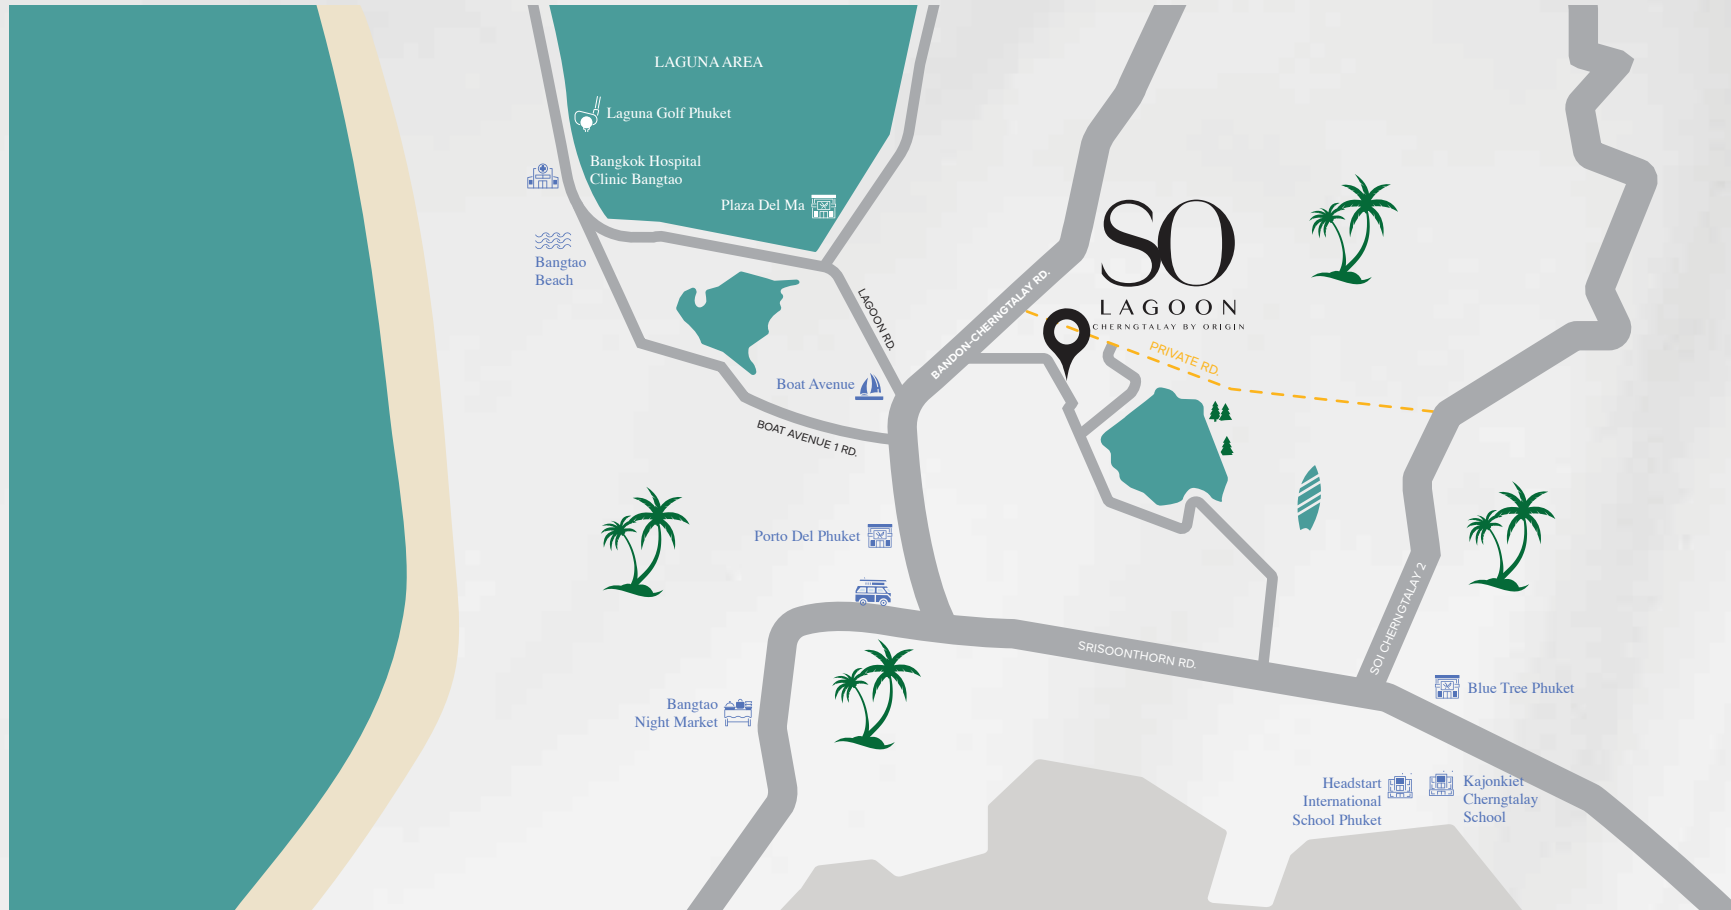 LAGUNA AREA
Laguna Golf Phuket
Bangkok Hospital
Clinic Bangtao
Plaza Del Ma
Bangtao
Beach
LAGOON RD.
BANDON-CHERNGTALAY RD.
SO
LAGOON
CHERNGTALAY BY ORIGIN
PRIVATE RD.
Boat Avenue
BOAT AVENUE 1 RD.
Porto Del Phuket
SOI CHERNGTALAY 2
SRISOONTHORN RD.
Blue Tree Phuket
Bangtao
Night Market
Headstart
International
School Phuket
Kajonkiet
Cherngtalay
School